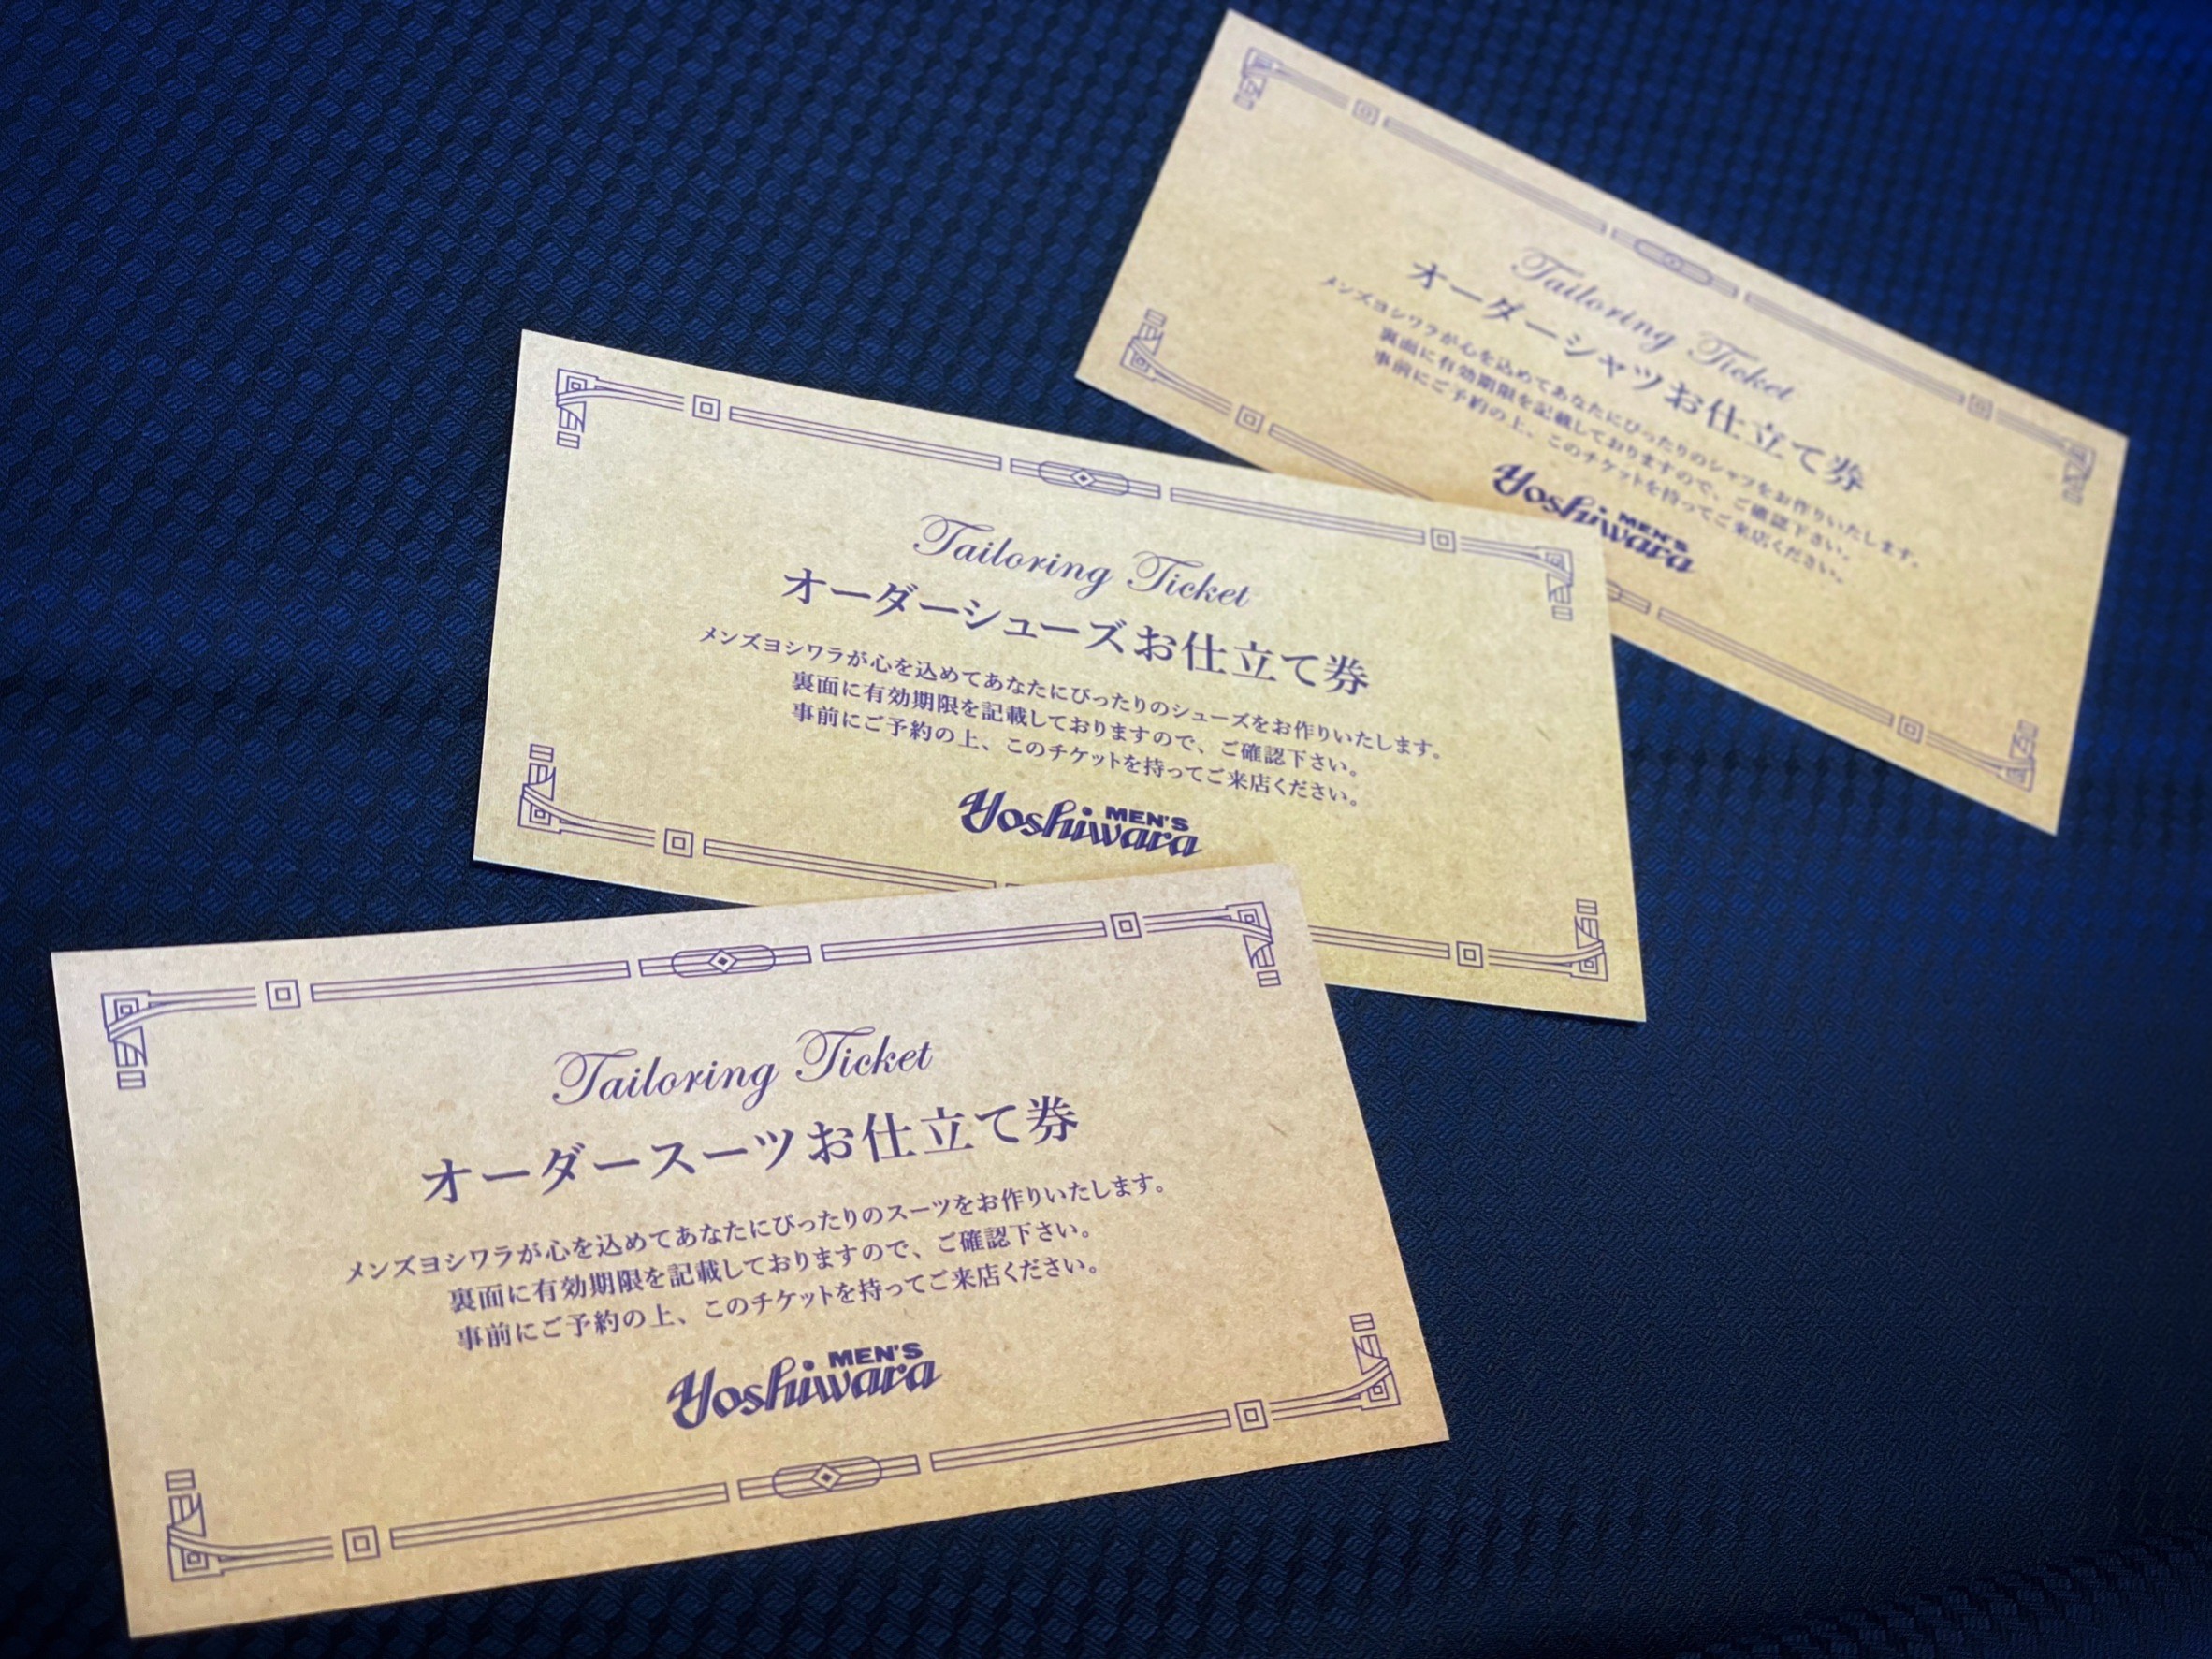 Tailoring Ticket
オーダーシャツお仕立て券
メンズヨシワラが心を込めてあなたにぴったりのシャツをお作りいたします。
裏面に有効期限を記載しておりますので、ご確認下さい。
事前にご予約の上、このチケットを持ってご来店ください。
MEN'S
Yoshiwara
Tailoring Ticket
オーダーシューズお仕立て券
メンズヨシワラが心を込めてあなたにぴったりのシューズをお作りいたします。
裏面に有効期限を記載しておりますので、ご確認下さい。
事前にご予約の上、このチケットを持ってご来店ください。
MEN'S
Yoshiwara
Tailoring Ticket
オーダースーツお仕立て券
メンズヨシワラが心を込めてあなたにぴったりのスーツをお作りいたします。
裏面に有効期限を記載しておりますので、ご確認下さい。
事前にご予約の上、このチケットを持ってご来店ください。
MEN'S
Yoshiwara